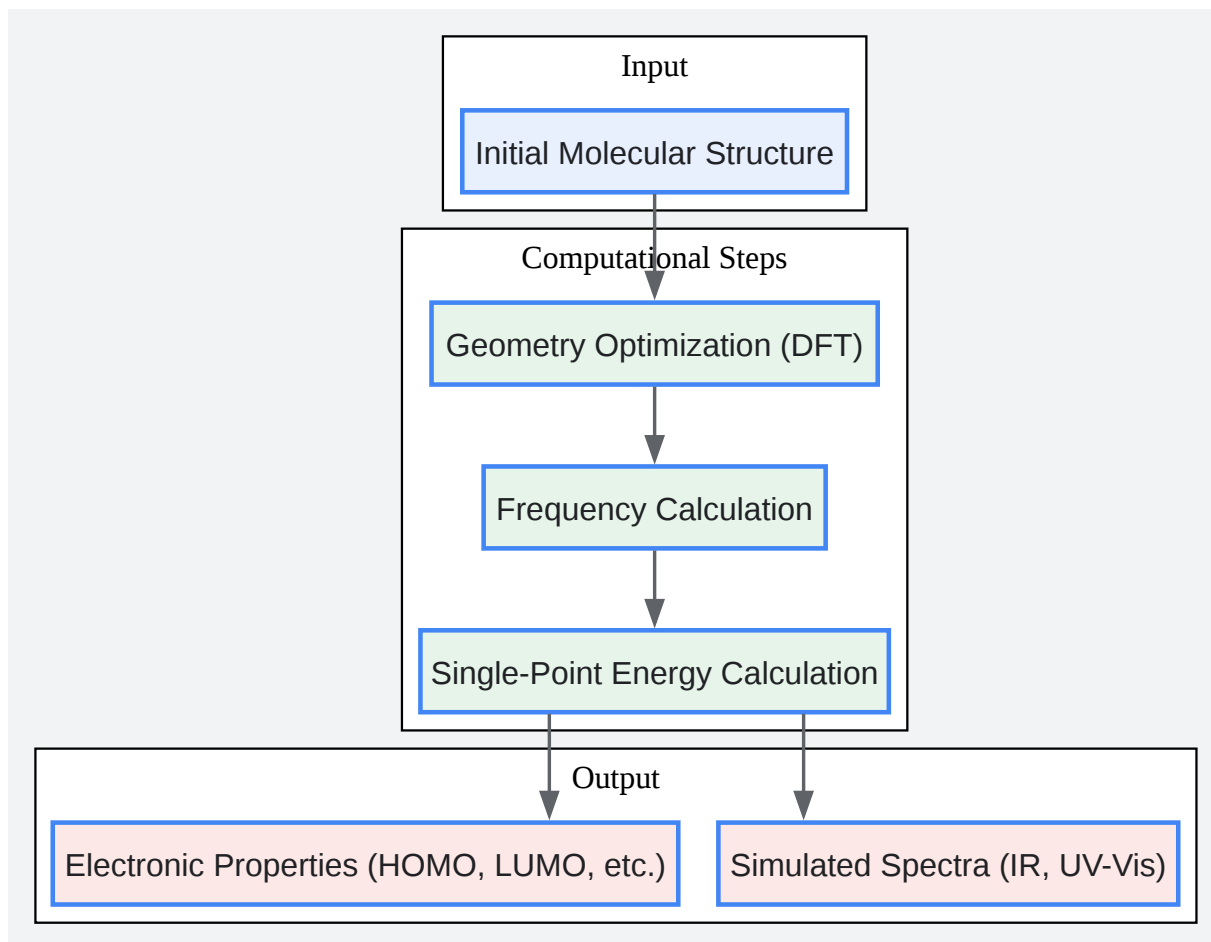 Input
Initial Molecular Structure
Computational Steps
Geometry Optimization (DFT)
Frequency Calculation
Single-Point Energy Calculation
Output
Electronic Properties (HOMO, LUMO, etc.)
Simulated Spectra (IR, UV-Vis)